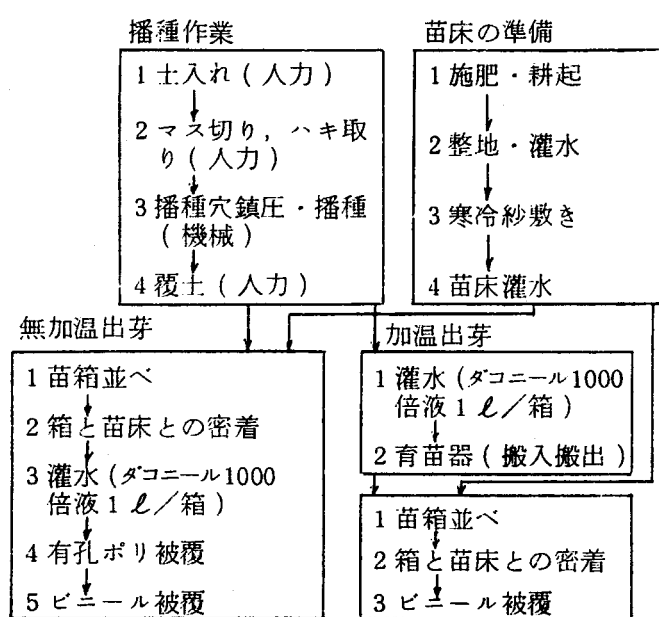 播種作業
1 土入れ(人力)
2 マス切り,ハキ取
り(人力)
3 播種穴鎮圧・播種
(機械)
4 覆土(人力)
苗床の準備
1 施肥・耕起
2 整地・灌水
3 寒冷紗敷き
4 苗床灌水
無加温出芽
1 苗箱並べ
2 箱と苗床との密着
3 灌水(ダコニール1000
倍液1ℓ/箱)
4 有孔ポリ被覆
5 ビニール被覆
加温出芽
1 灌水(ダコニール1000
倍液1ℓ/箱)
2 育苗器(搬入搬出)
1 苗箱並べ
2 箱と苗床との密着
3 ビニール被覆